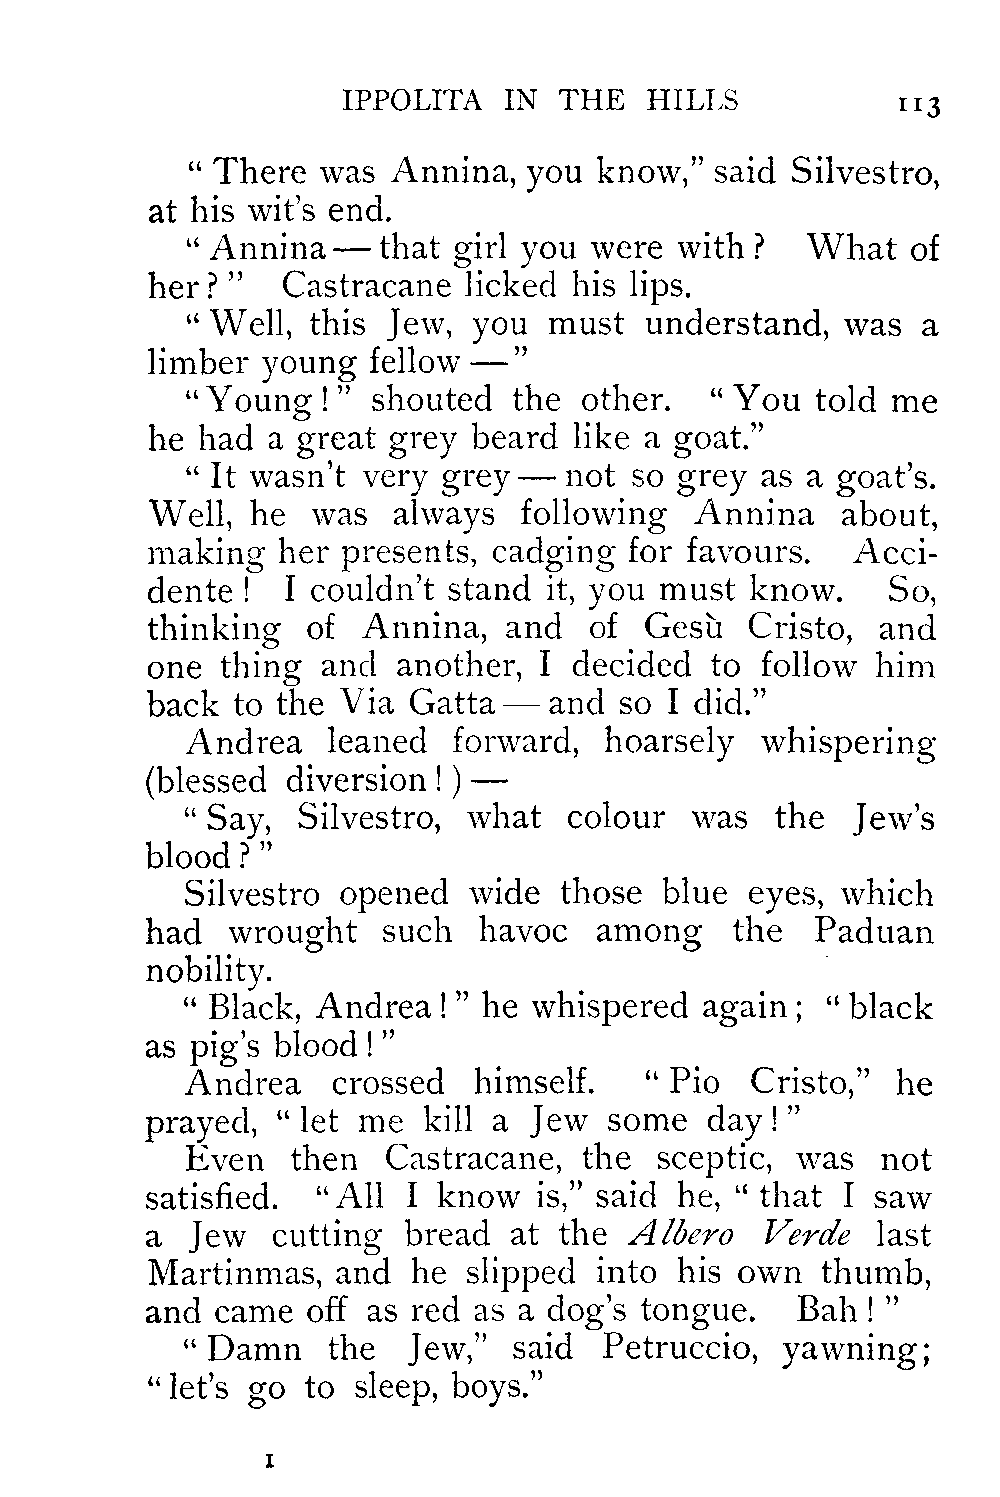 IPPOLITA IN THE HILLS 113
“ There was Annina, you know,” said Silvestro,
at his wit's end.
“ Annina — that girl you were with ? What of
her ? ” Castracane licked his lips.
“ Well, this Jew, you must understand, was a
limber young fellow — ”
“ Young ! ” shouted the other. “ You told me
he had a great grey beard like a goat.”
“ It wasn't very grey — not so grey as a goat's.
Well, he was always following Annina about,
making her presents, cadging for favours. Acci-
dente ! I couldn't stand it, you must know. So,
thinking of Annina, and of Gesù Cristo, and
one thing and another, I decided to follow him
back to the Via Gatta — and so I did.”
Andrea leaned forward, hoarsely whispering
(blessed diversion ! ) —
“ Say, Silvestro, what colour was the Jew's
blood ? ”
Silvestro opened wide those blue eyes, which
had wrought such havoc among the Paduan
nobility.
“ Black, Andrea ! ” he whispered again ; “ black
as pig's blood ! ”
Andrea crossed himself. “ Pio Cristo,” he
prayed, “ let me kill a Jew some day ! ”
Even then Castracane, the sceptic, was not
satisfied. “ All I know is,” said he, “ that I saw
a Jew cutting bread at the Albero Verde last
Martinmas, and he slipped into his own thumb,
and came off as red as a dog's tongue. Bah ! ”
“ Damn the Jew,” said Petruccio, yawning ;
“ let's go to sleep, boys.”
I